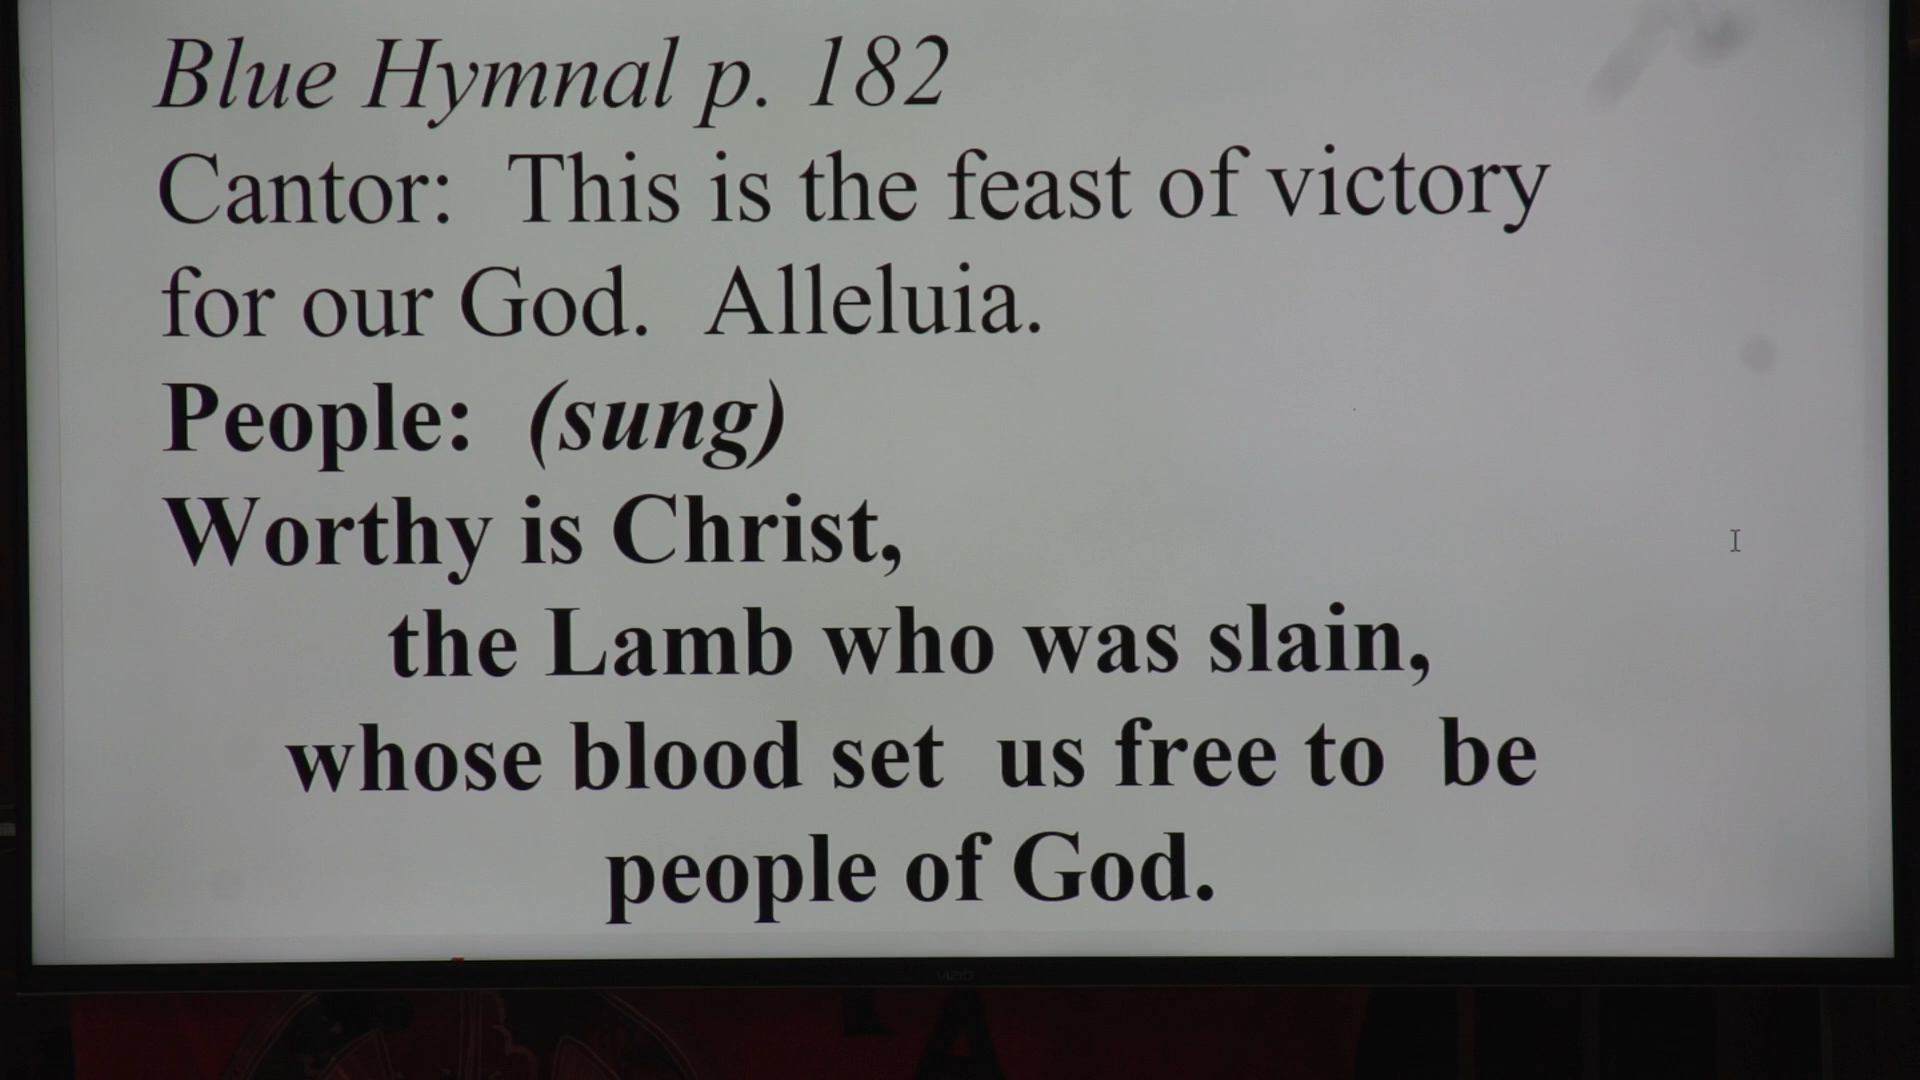 Blue Hymnal p. 182
Cantor:  This is the feast of victory
for our God.  Alleluia.
People:  (sung)
Worthy is Christ,
the Lamb who was slain,
whose blood set  us free to  be
people of God.
VIZIO